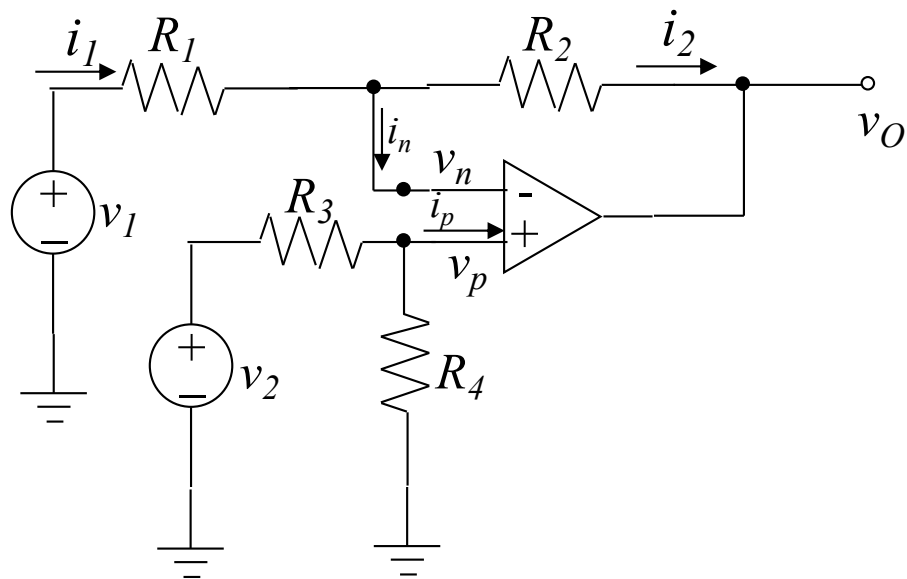 i1 R1 R2 i2
in
vO
vn
+ v1 R3 ip -
− +
vp
+ v2 R4
−